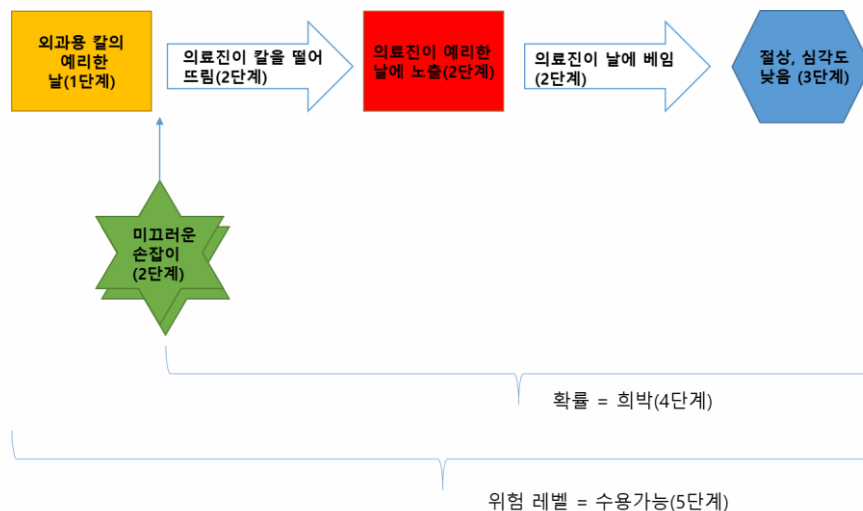 외과용 칼의
예리한
날(1단계)
의료진이 칼을 떨어
뜨림(2단계)
의료진이 예리한
날에 노출(2단계)
의료진이 날에 베임
(2단계)
절상, 심각도
낮음 (3단계)
미끄러운
손잡이
(2단계)
확률 = 희박(4단계)
위험 레벨 = 수용가능(5단계)